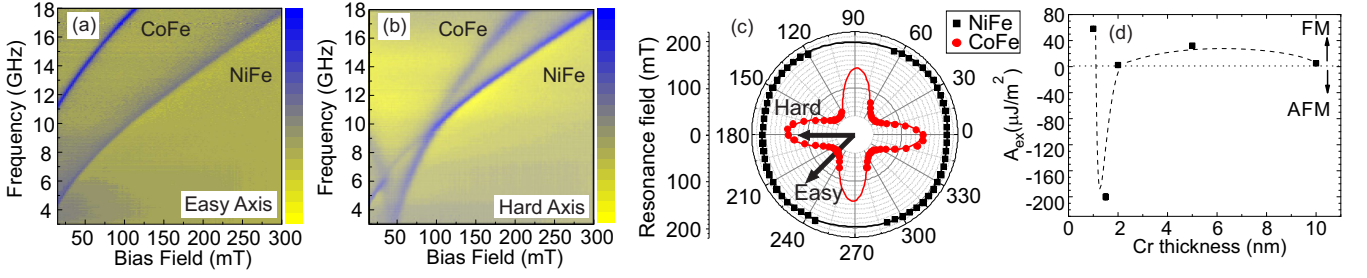 (a)
CoFe
NiFe
Easy Axis
Frequency (GHz)
18
16
14
12
10
8
6
4
50 100 150 200 250 300
Bias Field (mT)
(b)
CoFe
NiFe
Hard Axis
Frequency (GHz)
18
16
14
12
10
8
6
4
50 100 150 200 250 300
Bias Field (mT)
(c)
NiFe
CoFe
Resonance field (mT)
200
100
0
100
200
90
60
30
0
330
300
270
240
210
180
150
120
Hard
Easy
(d)
FM
AFM
A_ex(μJ/m²)
80
40
0
-40
-80
-120
-160
-200
0 2 4 6 8 10
Cr thickness (nm)